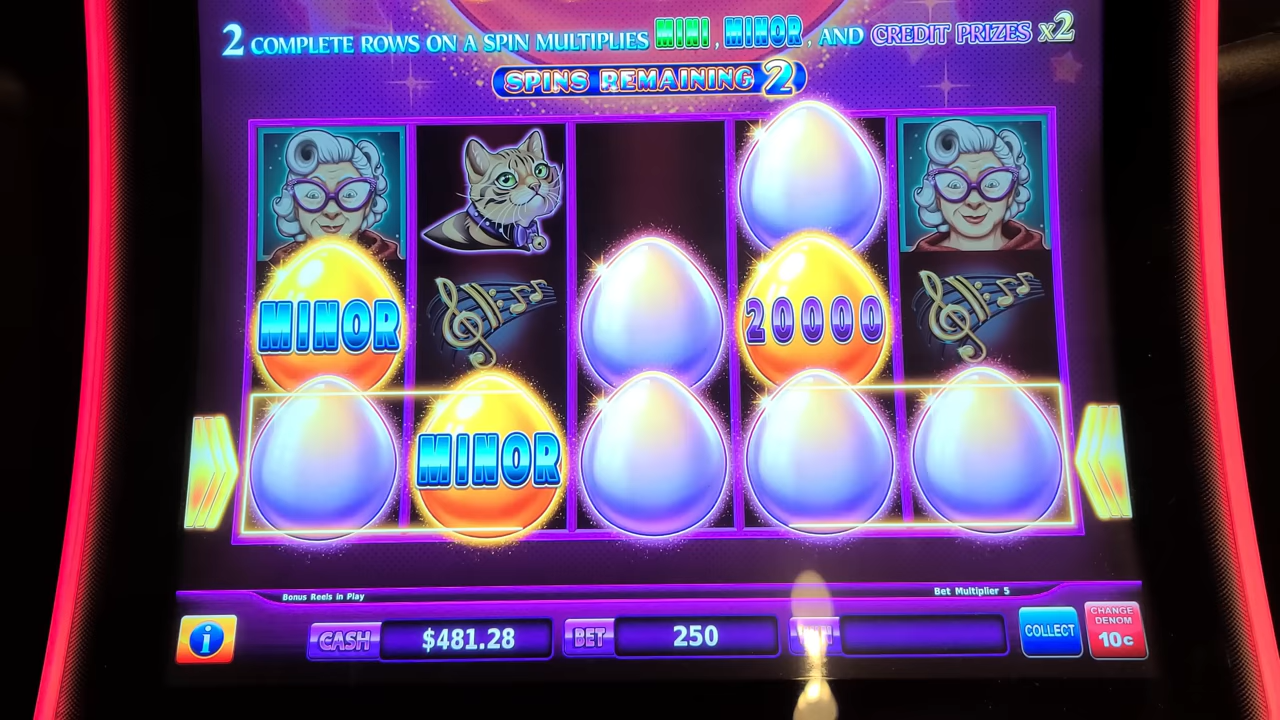 2 COMPLETE ROWS ON A SPIN MULTIPLIES MINI, MINOR, AND CREDIT PRIZES X2
SPINS REMAINING 2
MINOR
20000
MINOR
Bonus Reels in Play
Bet Multiplier 5
i
CASH $481.28
BET 250
COLLECT
CHANGE
DENOM
10¢